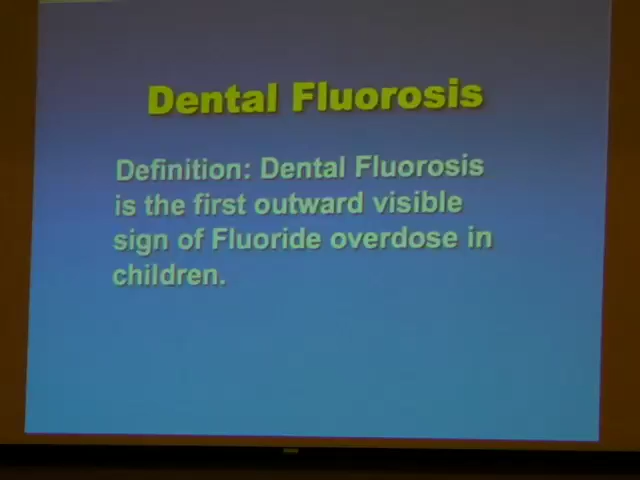 Dental Fluorosis
Definition: Dental Fluorosis
is the first outward visible
sign of Fluoride overdose in
children.